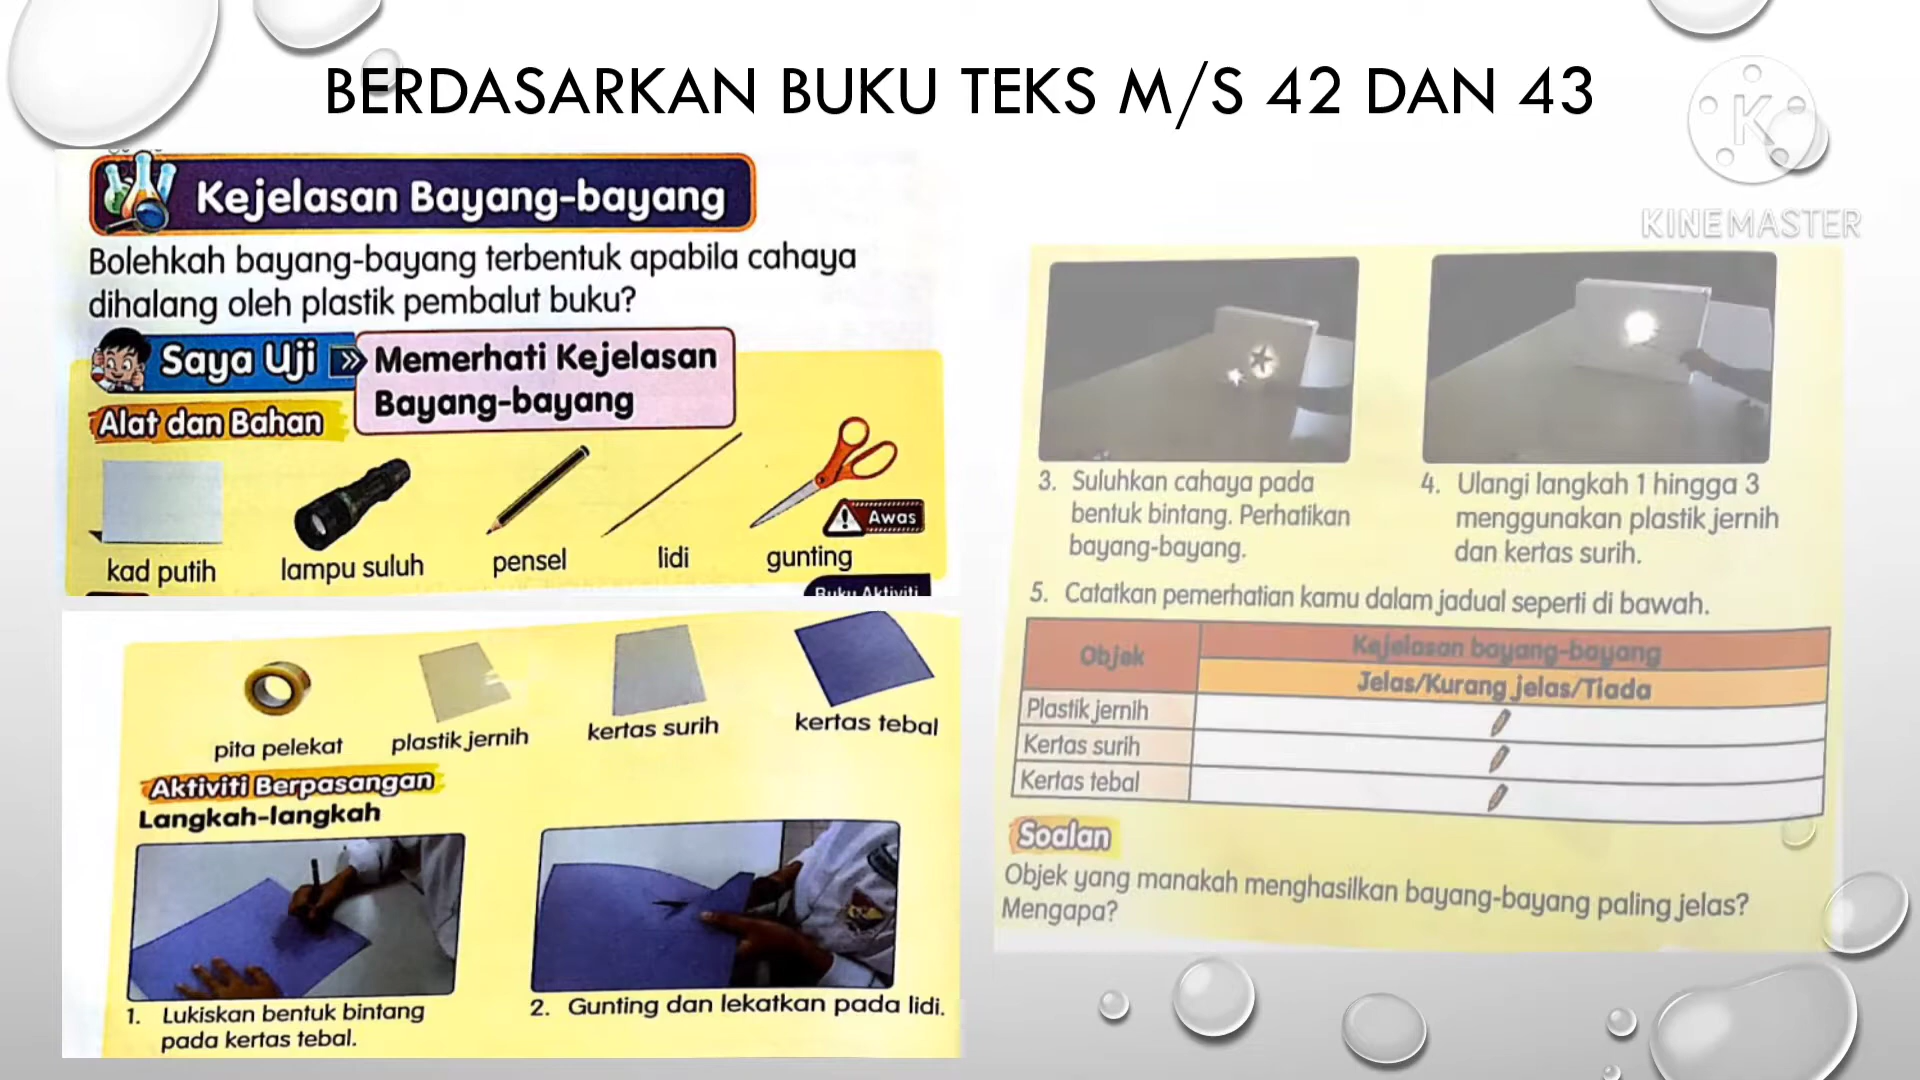 BERDASARKAN BUKU TEKS M/S 42 DAN 43
KINEMASTER
Kejelasan Bayang-bayang
Bolehkah bayang-bayang terbentuk apabila cahaya
dihalang oleh plastik pembalut buku?
Saya Uji
Memerhati Kejelasan
Bayang-bayang
Alat dan Bahan
Awas
kad putih
lampu suluh
pensel
lidi
gunting
Buku Aktiviti
pita pelekat
plastik jernih
kertas surih
kertas tebal
Aktiviti Berpasangan
Langkah-langkah
1. Lukiskan bentuk bintang
pada kertas tebal.
2. Gunting dan lekatkan pada lidi.
3. Suluhkan cahaya pada
bentuk bintang. Perhatikan
bayang-bayang.
4. Ulangi langkah 1 hingga 3
menggunakan plastik jernih
dan kertas surih.
5. Catatkan pemerhatian kamu dalam jadual seperti di bawah.
Objek
Kejelasan bayang-bayang
Jelas/Kurang jelas/Tiada
Plastik jernih
Kertas surih
Kertas tebal
Soalan
Objek yang manakah menghasilkan bayang-bayang paling jelas?
Mengapa?